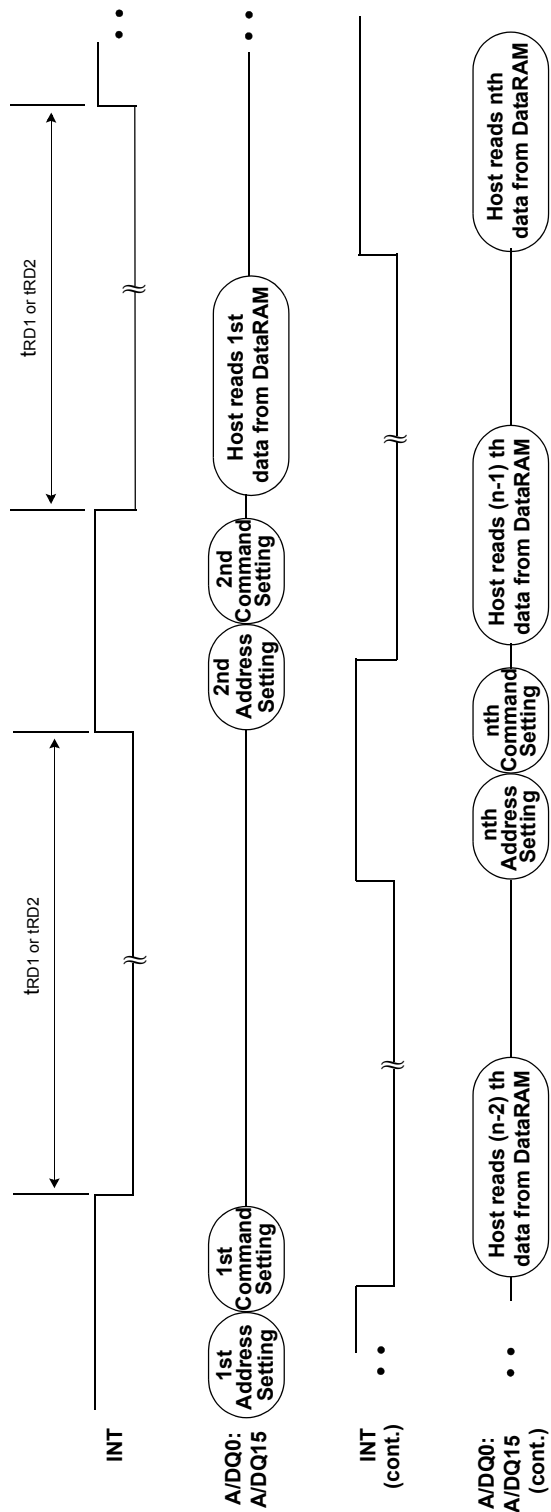 tRD1 or tRD2
tRD1 or tRD2
INT
A/DQ0:
A/DQ15
1st
Address
Setting
1st
Command
Setting
2nd
Address
Setting
2nd
Command
Setting
Host reads 1st
data from DataRAM
INT
(cont.)
A/DQ0:
A/DQ15
(cont.)
Host reads (n-2) th
data from DataRAM
nth
Address
Setting
nth
Command
Setting
Host reads (n-1) th
data from DataRAM
Host reads nth
data from DataRAM